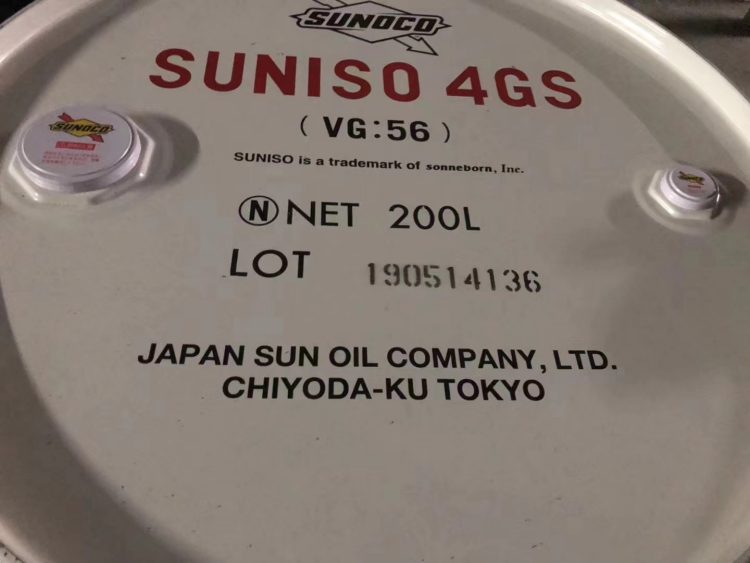 SUNOCO
SUNISO 4GS
( VG:56 )
SUNOCO
SUNISO is a trademark of sonneborn, Inc.
Ⓝ NET 200L
LOT 190514136
JAPAN SUN OIL COMPANY, LTD.
CHIYODA-KU TOKYO